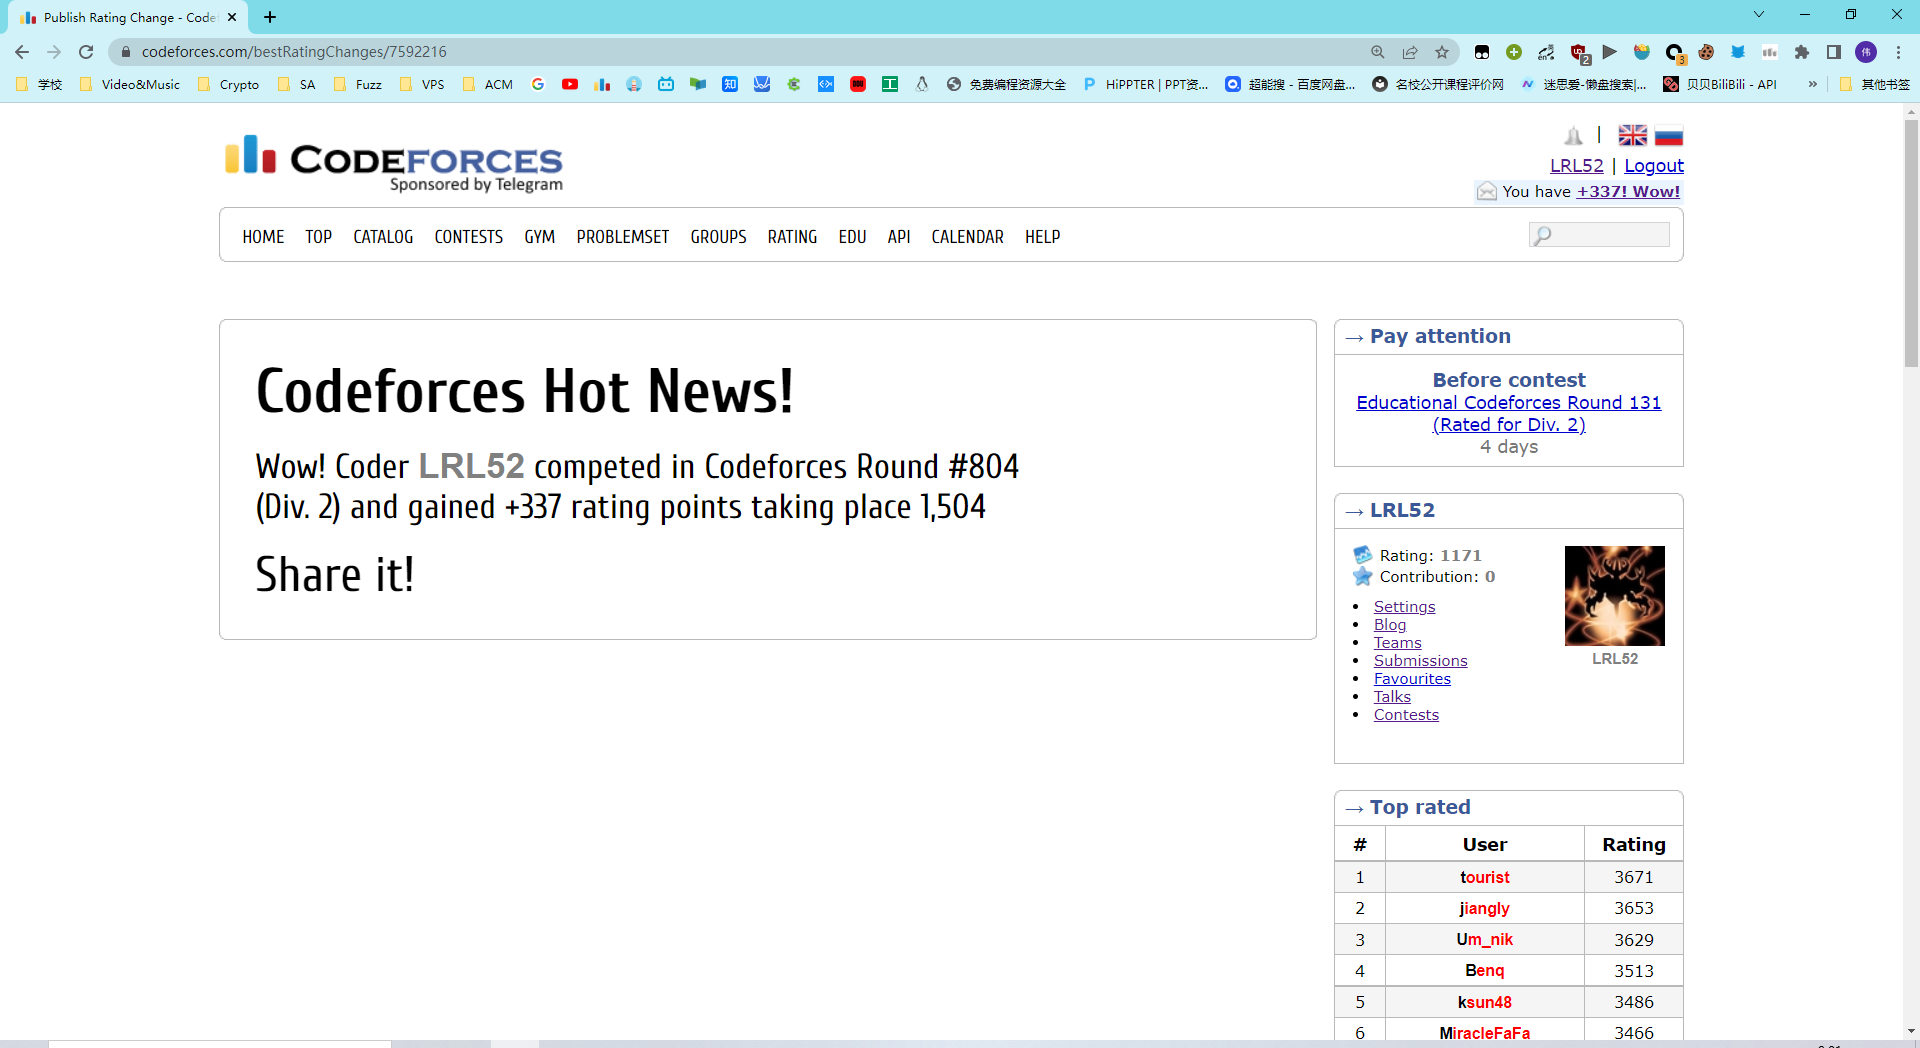 Publish Rating Change - Codef
codeforces.com/bestRatingChanges/7592216
学校 Video&Music Crypto SA Fuzz VPS ACM 免费编程资源大全 HiPPTER | PPT资... 超能搜 - 百度网盘... 名校公开课程评价网 迷思爱-懒盘搜索|... 贝贝BiliBili - API » 其他书签
CODEFORCES
Sponsored by Telegram
LRL52 | Logout
You have +337! Wow!
HOME TOP CATALOG CONTESTS GYM PROBLEMSET GROUPS RATING EDU API CALENDAR HELP
Codeforces Hot News!
Wow! Coder LRL52 competed in Codeforces Round #804
(Div. 2) and gained +337 rating points taking place 1,504
Share it!
→ Pay attention
Before contest
Educational Codeforces Round 131
(Rated for Div. 2)
4 days
→ LRL52
Rating: 1171
Contribution: 0
Settings
Blog
Teams
Submissions
Favourites
Talks
Contests
LRL52
→ Top rated
# User Rating
1 tourist 3671
2 jiangly 3653
3 Um_nik 3629
4 Benq 3513
5 ksun48 3486
6 MiracleFaFa 3466